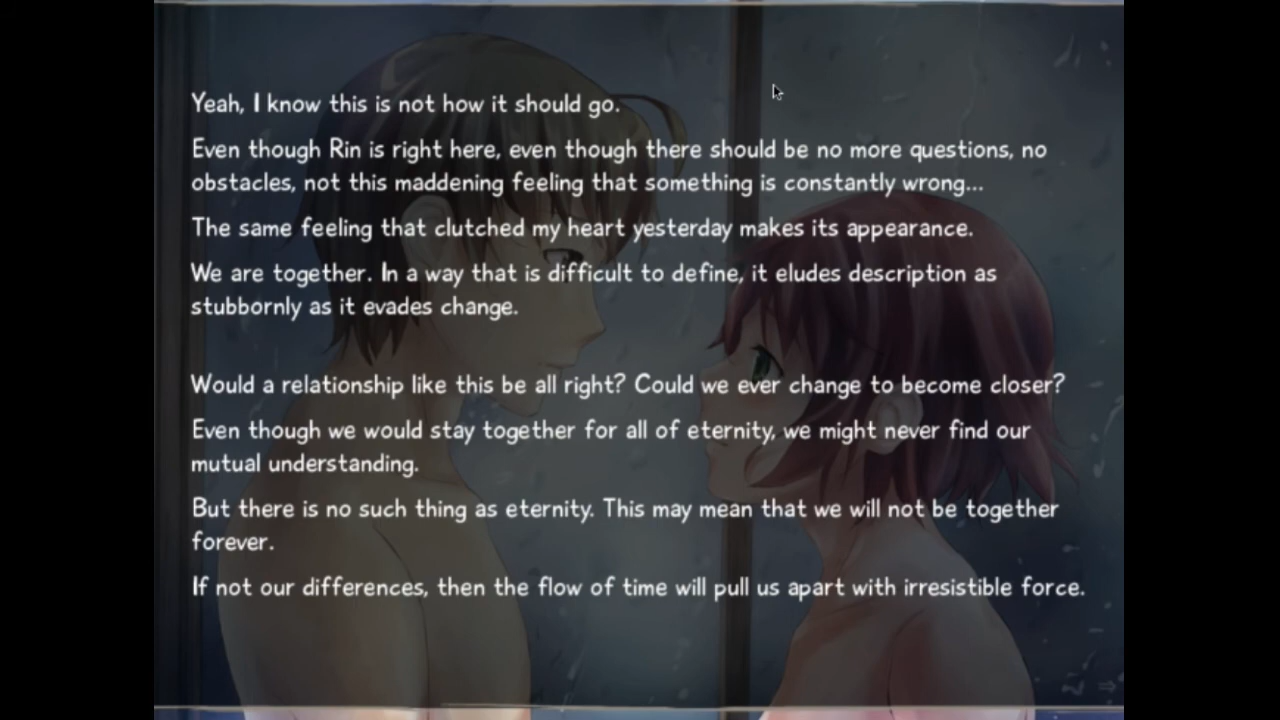 Yeah, I know this is not how it should go.
Even though Rin is right here, even though there should be no more questions, no
obstacles, not this maddening feeling that something is constantly wrong...
The same feeling that clutched my heart yesterday makes its appearance.
We are together. In a way that is difficult to define, it eludes description as
stubbornly as it evades change.
Would a relationship like this be all right? Could we ever change to become closer?
Even though we would stay together for all of eternity, we might never find our
mutual understanding.
But there is no such thing as eternity. This may mean that we will not be together
forever.
If not our differences, then the flow of time will pull us apart with irresistible force.